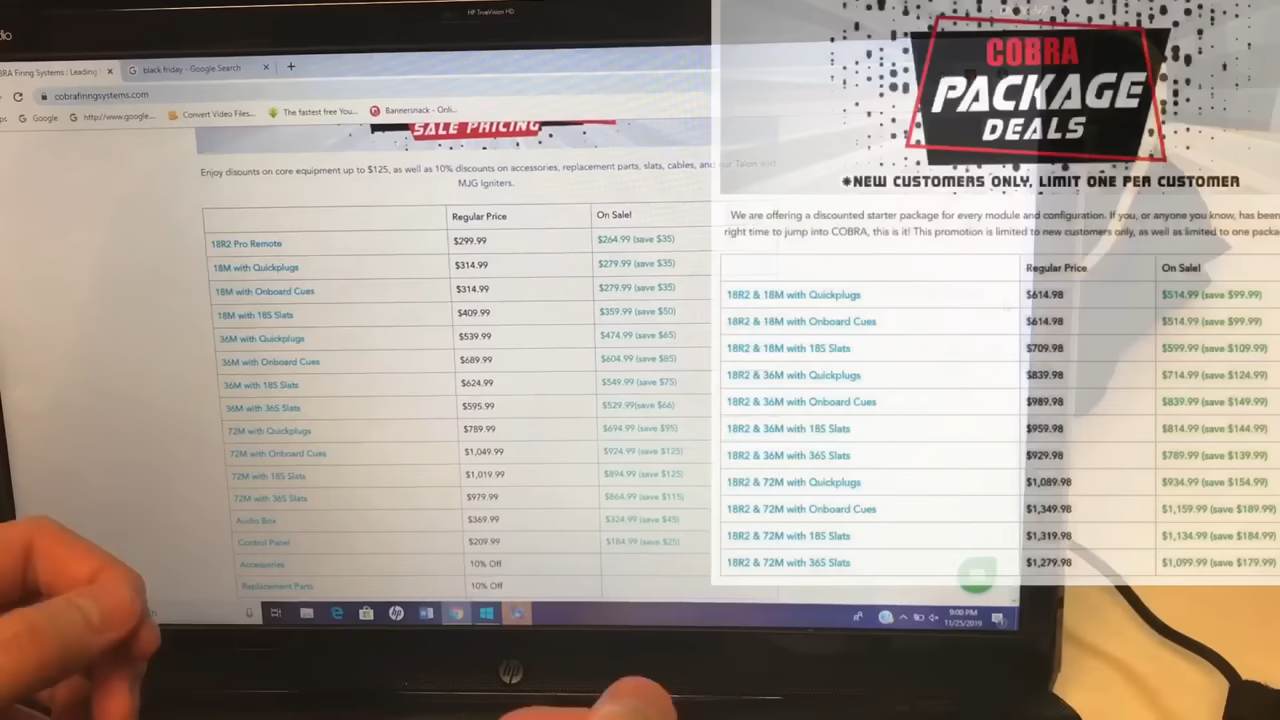 HP TrueVision HD
dio
BRA Firing Systems | Leading
black friday - Google Search
cobrafiringsystems.com
ps
Google
http://www.google...
Convert Video Files...
The fastest free You...
Bannersnack - Onli...
SALE PRICING
Enjoy disounts on core equipment up to $125, as well as 10% discounts on accessories, replacement parts, slats, cables, and our Talon and
MJG Igniters.
Regular Price On Sale!
18R2 Pro Remote $299.99 $264.99 (save $35)
18M with Quickplugs $314.99 $279.99 (save $35)
18M with Onboard Cues $314.99 $279.99 (save $35)
18M with 18S Slats $409.99 $359.99 (save $50)
36M with Quickplugs $539.99 $474.99 (save $65)
36M with Onboard Cues $689.99 $604.99 (save $85)
36M with 18S Slats $624.99 $549.99 (save $75)
36M with 36S Slats $595.99 $529.99(save $66)
72M with Quickplugs $789.99 $694.99 (save $95)
72M with Onboard Cues $1,049.99 $924.99 (save $125)
72M with 18S Slats $1,019.99 $894.99 (save $125)
72M with 36S Slats $979.99 $864.99 (save $115)
Audio Box $369.99 $324.99 (save $45)
Control Panel $209.99 $184.99 (save $25)
Accessories 10% Off
Replacement Parts 10% Off
9:00 PM
11/25/2019
hp
COBRA
PACKAGE
DEALS
*NEW CUSTOMERS ONLY, LIMIT ONE PER CUSTOMER
We are offering a discounted starter package for every module and configuration. If you, or anyone you know, has been
right time to jump into COBRA, this is it! This promotion is limited to new customers only, as well as limited to one packa
Regular Price On Sale!
18R2 & 18M with Quickplugs $614.98 $514.99 (save $99.99)
18R2 & 18M with Onboard Cues $614.98 $514.99 (save $99.99)
18R2 & 18M with 18S Slats $709.98 $599.99 (save $109.99)
18R2 & 36M with Quickplugs $839.98 $714.99 (save $124.99)
18R2 & 36M with Onboard Cues $989.98 $839.99 (save $149.99)
18R2 & 36M with 18S Slats $959.98 $814.99 (save $144.99)
18R2 & 36M with 36S Slats $929.98 $789.99 (save $139.99)
18R2 & 72M with Quickplugs $1,089.98 $934.99 (save $154.99)
18R2 & 72M with Onboard Cues $1,349.98 $1,159.99 (save $189.99)
18R2 & 72M with 18S Slats $1,319.98 $1,134.99 (save $184.99)
18R2 & 72M with 36S Slats $1,279.98 $1,099.99 (save $179.99)